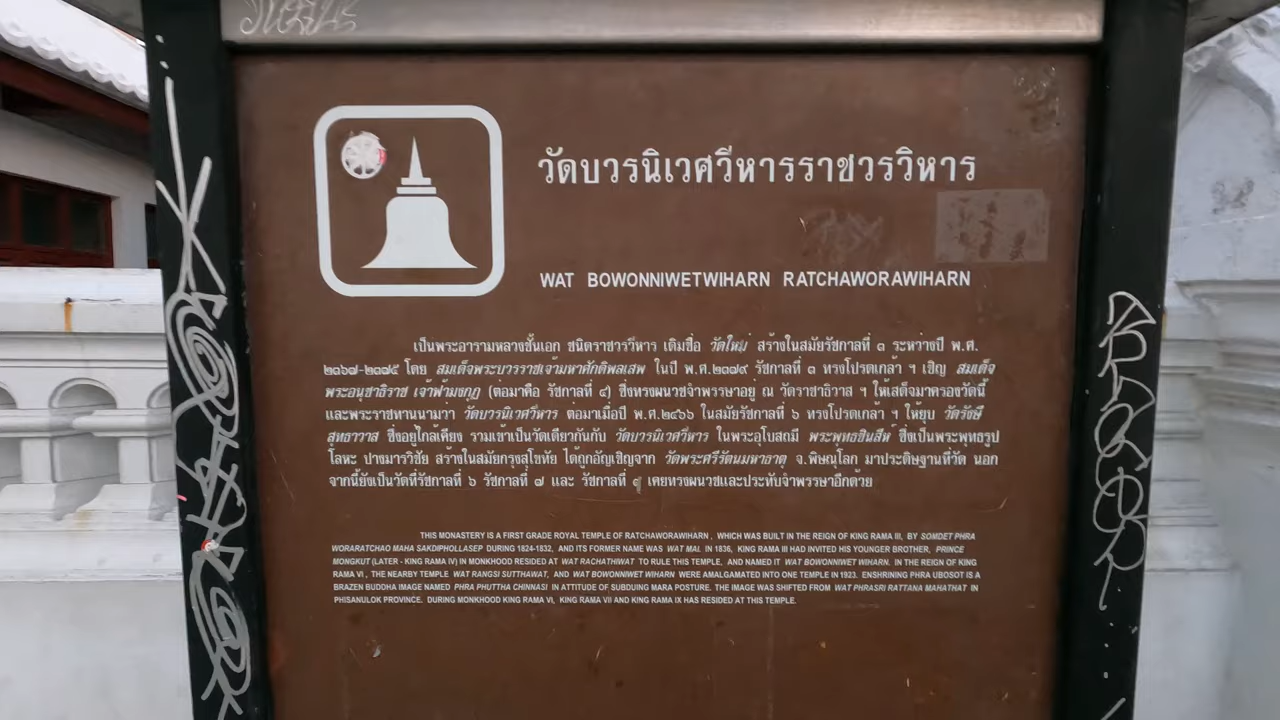 วัดบวรนิเวศวิหารราชวรวิหาร
WAT BOWONNIWETWIHARN RATCHAWORAWIHARN
เป็นพระอารามหลวงชั้นเอก ชนิดราชวรวิหาร เดิมชื่อ วัดใหม่ สร้างในสมัยรัชกาลที่ ๓ ระหว่างปี พ.ศ.
๒๓๖๗-๒๓๗๕ โดย สมเด็จพระบวรราชเจ้ามหาศักดิพลเสพ ในปี พ.ศ.๒๓๗๙ รัชกาลที่ ๓ ทรงโปรดเกล้า ฯ เชิญ สมเด็จ
พระอนุชาธิราช เจ้าฟ้ามงกุฎ (ต่อมาคือ รัชกาลที่ ๔) ซึ่งทรงผนวชจำพรรษาอยู่ ณ วัดราชาธิวาส ฯ ให้เสด็จมาครองวัดนี้
และพระราชทานนามว่า วัดบวรนิเวศวิหาร ต่อมาเมื่อปี พ.ศ.๒๔๖๖ ในสมัยรัชกาลที่ ๖ ทรงโปรดเกล้า ฯ ให้ยุบ วัดรังษี
สุทธาวาส ซึ่งอยู่ใกล้เคียง รวมเข้าเป็นวัดเดียวกันกับ วัดบวรนิเวศวิหาร ในพระอุโบสถมี พระพุทธชินสีห์ ซึ่งเป็นพระพุทธรูป
โลหะ ปางมารวิชัย สร้างในสมัยกรุงสุโขทัย ได้ถูกอัญเชิญจาก วัดพระศรีรัตนมหาธาตุ จ.พิษณุโลก มาประดิษฐานที่วัด นอก
จากนี้ยังเป็นวัดที่รัชกาลที่ ๖ รัชกาลที่ ๗ และ รัชกาลที่ ๙ เคยทรงผนวชและประทับจำพรรษาอีกด้วย
THIS MONASTERY IS A FIRST GRADE ROYAL TEMPLE OF RATCHAWORAWIHARN , WHICH WAS BUILT IN THE REIGN OF KING RAMA III, BY SOMDET PHRA
WORARATCHAO MAHA SAKDIPHOLLASEP DURING 1824-1832, AND ITS FORMER NAME WAS WAT MAI. IN 1836, KING RAMA III HAD INVITED HIS YOUNGER BROTHER, PRINCE
MONGKUT (LATER - KING RAMA IV) IN MONKHOOD RESIDED AT WAT RACHATHIWAT TO RULE THIS TEMPLE, AND NAMED IT WAT BOWONNIWET WIHARN. IN THE REIGN OF KING
RAMA VI , THE NEARBY TEMPLE WAT RANGSI SUTTHAWAT, AND WAT BOWONNIWET WIHARN WERE AMALGAMATED INTO ONE TEMPLE IN 1923. ENSHRINING PHRA UBOSOT IS A
BRAZEN BUDDHA IMAGE NAMED PHRA PHUTTHA CHINNASI IN ATTITUDE OF SUBDUING MARA POSTURE. THE IMAGE WAS SHIFTED FROM WAT PHRASRI RATTANA MAHATHAT IN
PHISANULOK PROVINCE. DURING MONKHOOD KING RAMA VI, KING RAMA VII AND KING RAMA IX HAS RESIDED AT THIS TEMPLE.